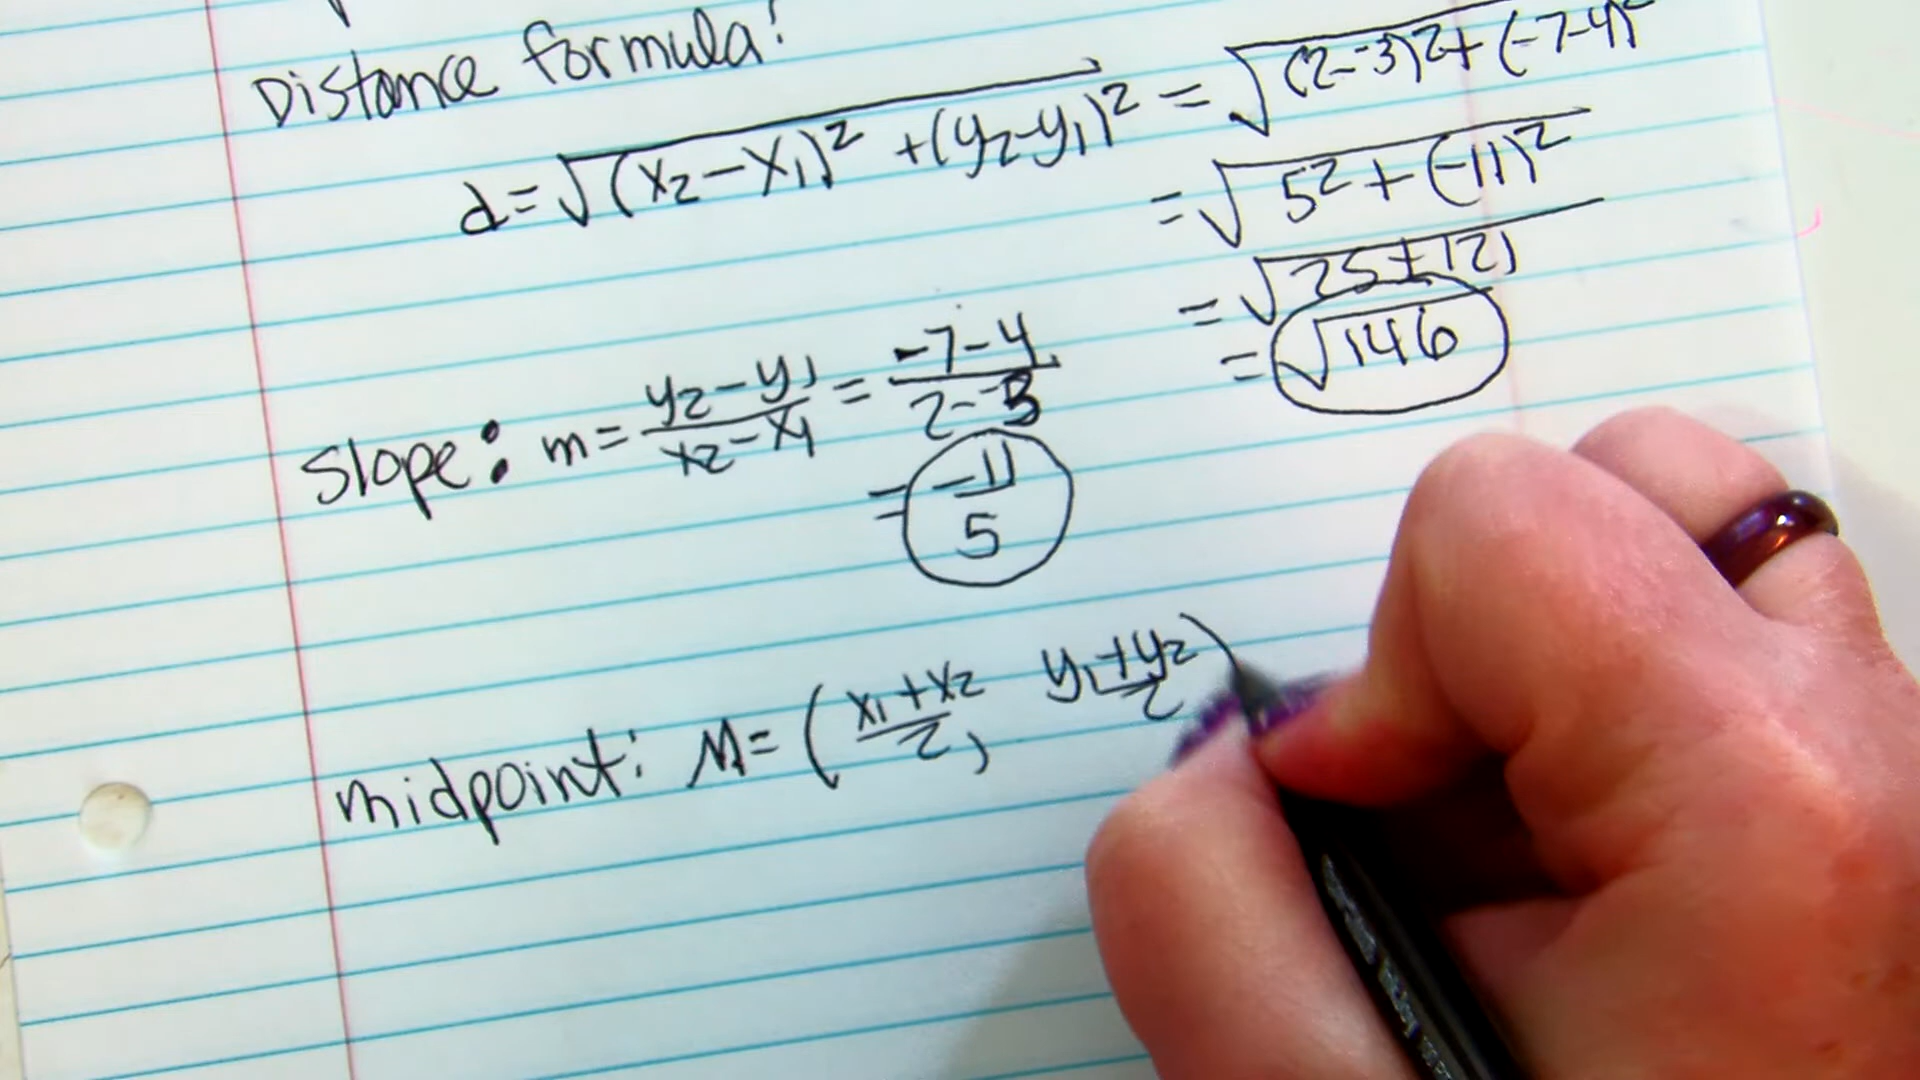 Distance formula:
d = √(x₂ - x₁)² + (y₂ - y₁)² = √(2 - ⁻3)² + (-7-4)²
= √5² + (-11)²
= √25 + 121
= √146
slope: m = y₂ - y₁ / x₂ - x₁ = -7-4 / 2 - ⁻3
= -11 / 5
midpoint: M = (x₁ + x₂ / 2, y₁ + y₂ / 2)